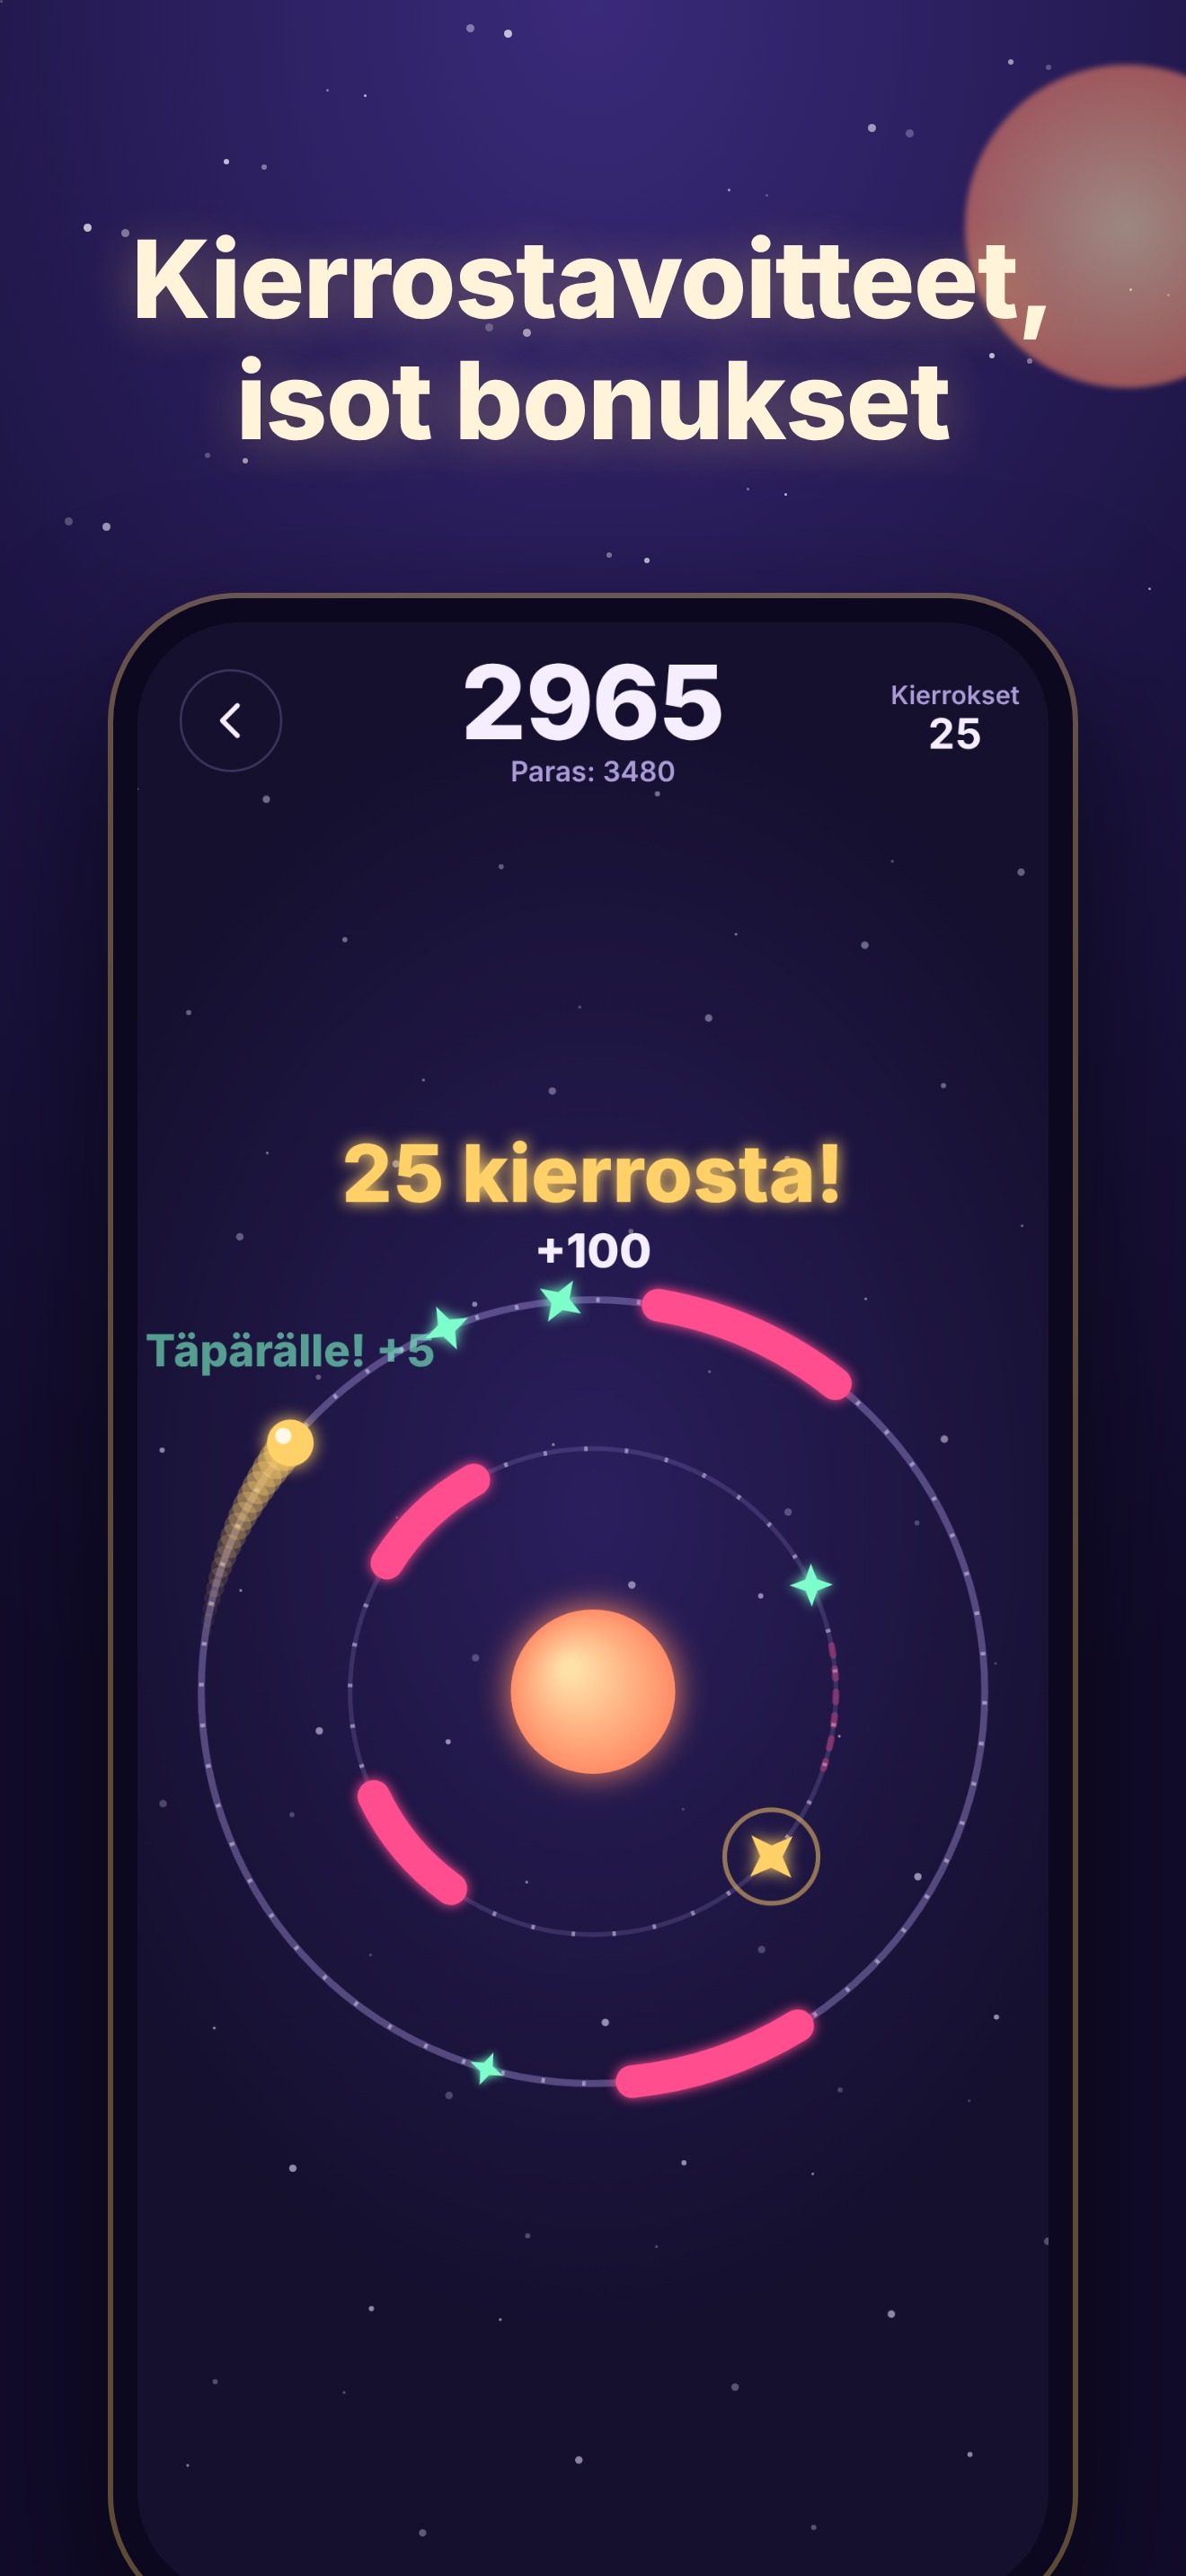 Kierrostavoitteet,
isot bonukset
2965
Paras: 3480
Kierrokset
25
25 kierrosta!
+100
Täpärälle! +5